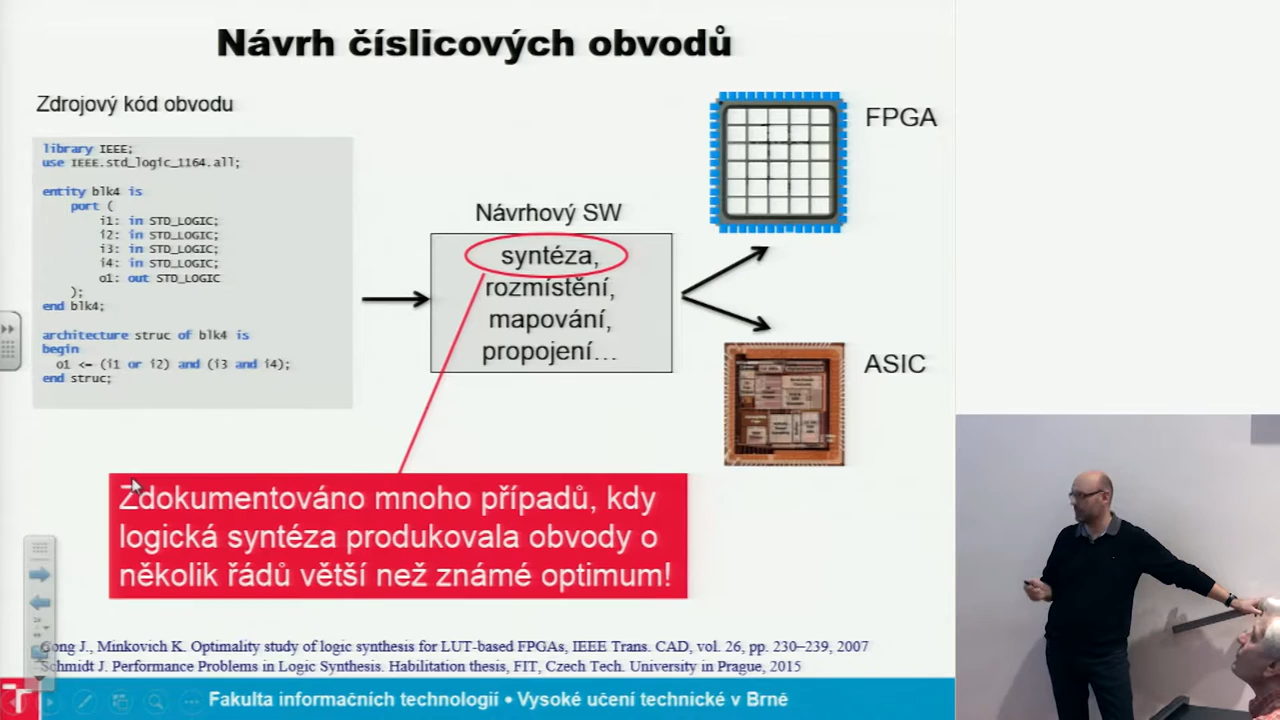 Návrh číslicových obvodů
Zdrojový kód obvodu
library IEEE;
use IEEE.std_logic_1164.all;
entity blk4 is
port (
i1: in STD_LOGIC;
i2: in STD_LOGIC;
i3: in STD_LOGIC;
i4: in STD_LOGIC;
o1: out STD_LOGIC
);
end blk4;
architecture struc of blk4 is
begin
o1 <= (i1 or i2) and (i3 and i4);
end struc;
Návrhový SW
syntéza,
rozmístění,
mapování,
propojení...
FPGA
ASIC
Zdokumentováno mnoho případů, kdy
logická syntéza produkovala obvody o
několik řádů větší než známé optimum!
Gong J., Minkovich K. Optimality study of logic synthesis for LUT-based FPGAs, IEEE Trans. CAD, vol. 26, pp. 230–239, 2007
Schmidt J. Performance Problems in Logic Synthesis. Habilitation thesis, FIT, Czech Tech. University in Prague, 2015
Fakulta informačních technologií • Vysoké učení technické v Brně